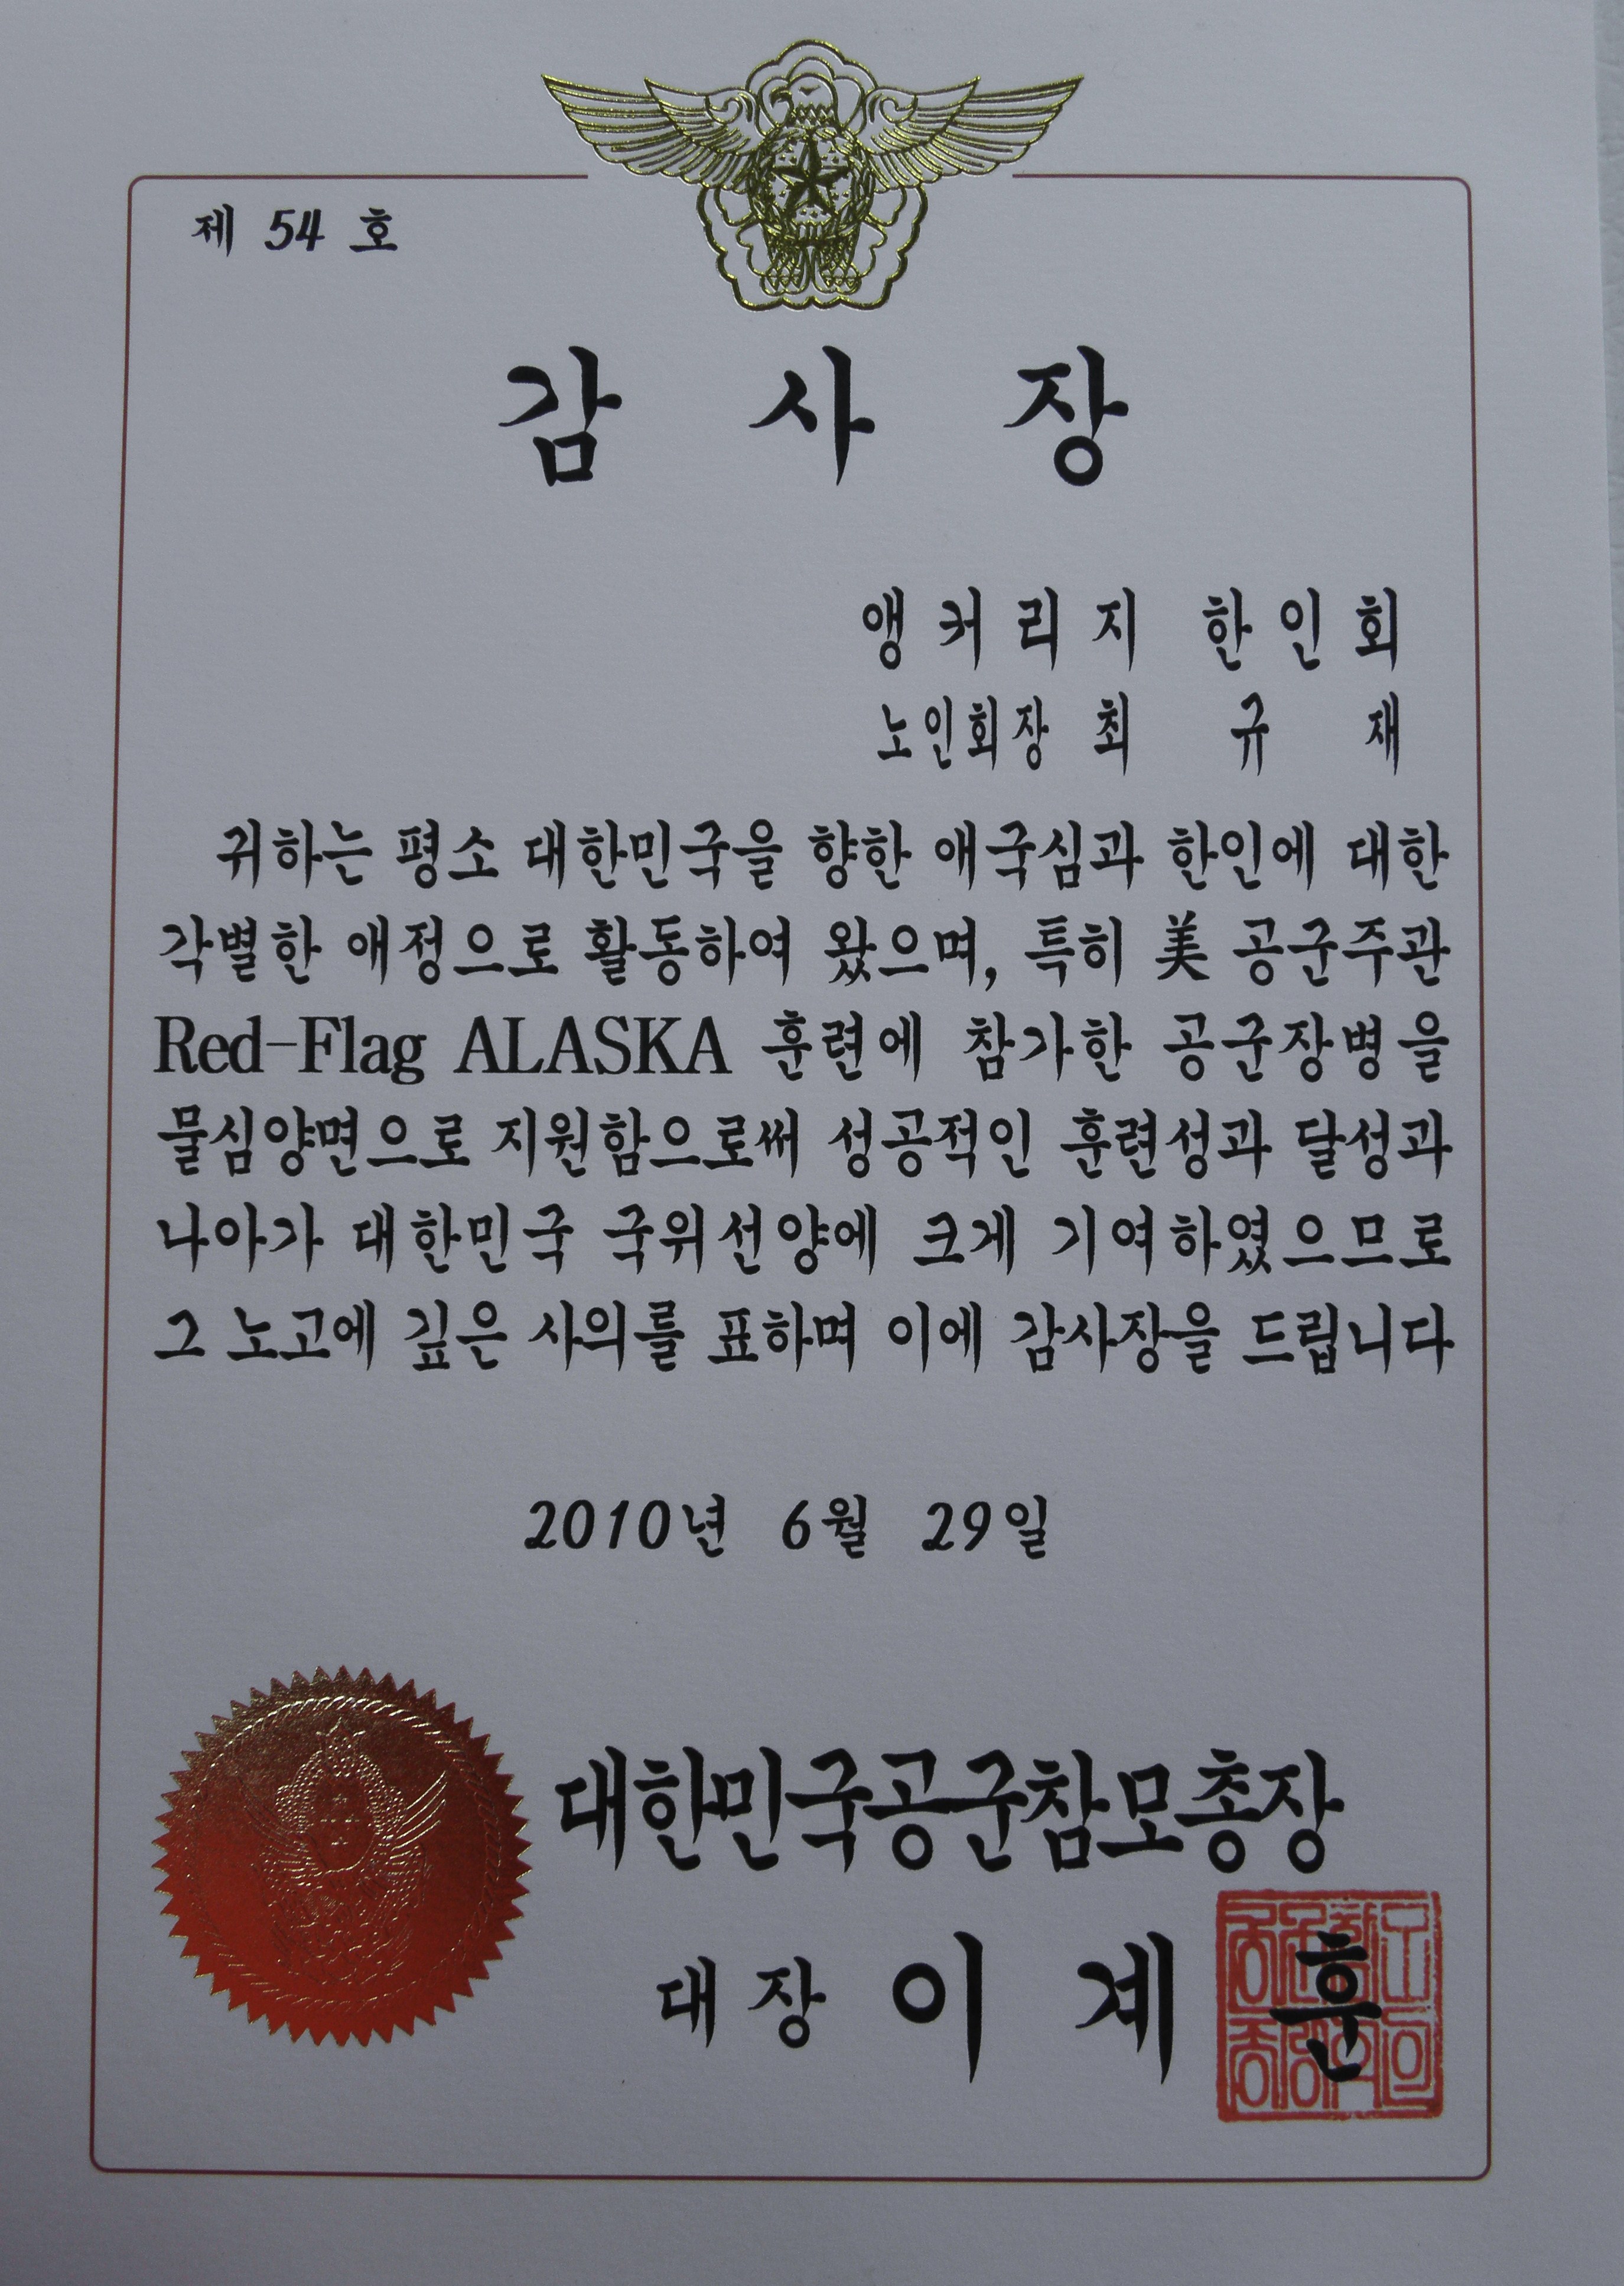 제 54 호
감 사 장
앵커리지 한인회
노인회장 최 규 재
귀하는 평소 대한민국을 향한 애국심과 한인에 대한
각별한 애정으로 활동하여 왔으며, 특히 美 공군주관
Red-Flag ALASKA 훈련에 참가한 공군장병을
물심양면으로 지원함으로써 성공적인 훈련성과 달성과
나아가 대한민국 국위선양에 크게 기여하였으므로
그 노고에 깊은 사의를 표하며 이에 감사장을 드립니다
2010년 6월 29일
대한민국공군참모총장
대장 이 계 훈